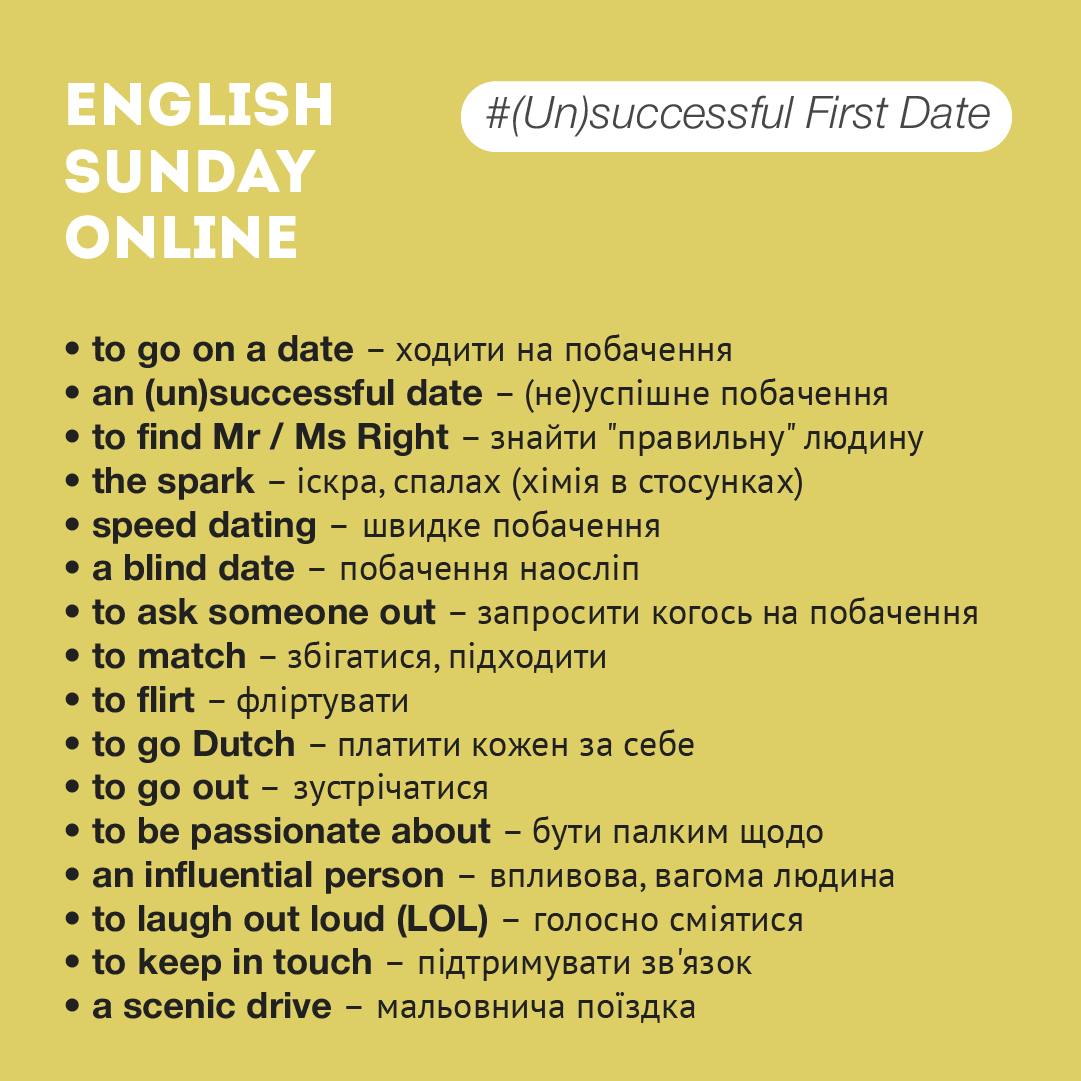 ENGLISH
SUNDAY
ONLINE
#(Un)successful First Date
• to go on a date – ходити на побачення
• an (un)successful date – (не)успішне побачення
• to find Mr / Ms Right – знайти "правильну" людину
• the spark – іскра, спалах (хімія в стосунках)
• speed dating – швидке побачення
• a blind date – побачення наосліп
• to ask someone out – запросити когось на побачення
• to match – збігатися, підходити
• to flirt – фліртувати
• to go Dutch – платити кожен за себе
• to go out – зустрічатися
• to be passionate about – бути палким щодо
• an influential person – впливова, вагома людина
• to laugh out loud (LOL) – голосно сміятися
• to keep in touch – підтримувати зв'язок
• a scenic drive – мальовнича поїздка